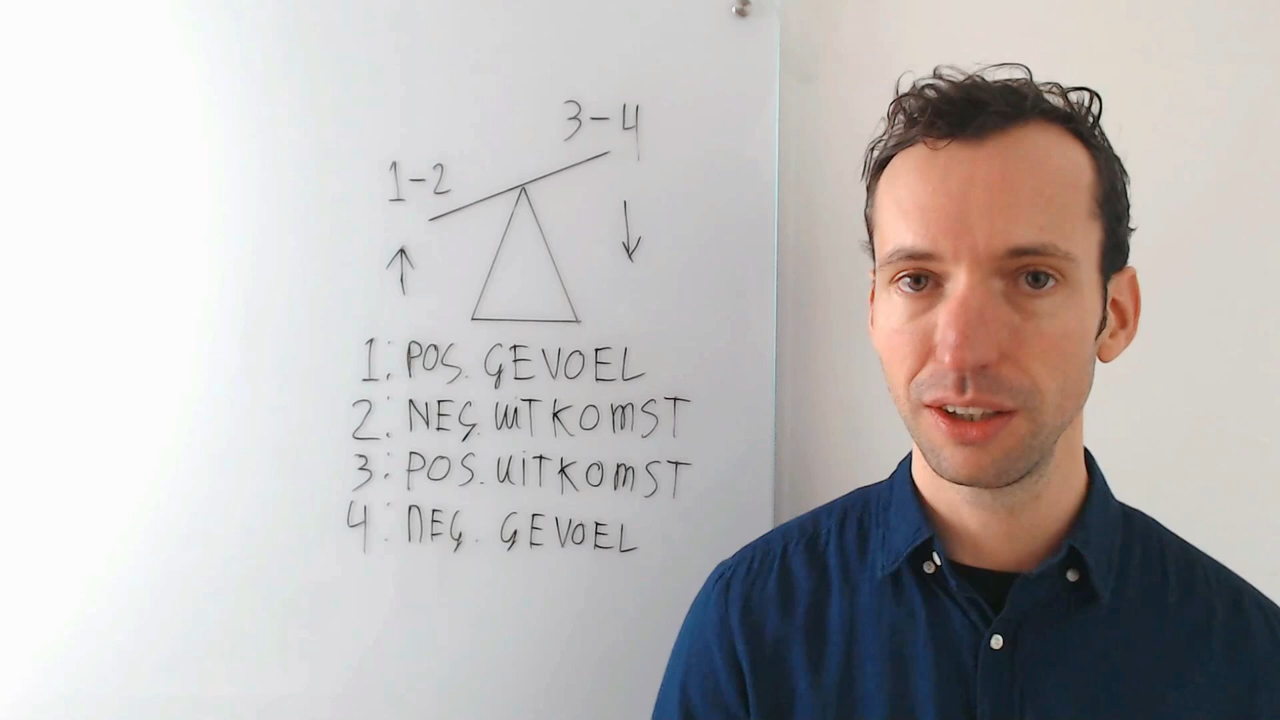 3-4
1-2
1: POS. GEVOEL
2: NEG. UITKOMST
3: POS. UITKOMST
4: NEG. GEVOEL